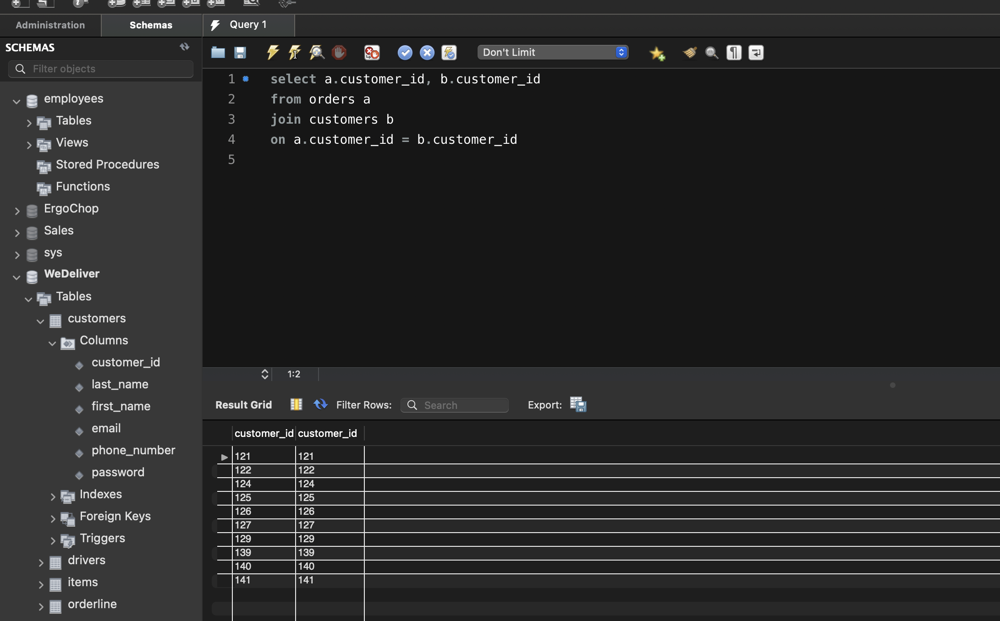 Administration
Schemas
Query 1
SCHEMAS
Filter objects
Don't Limit
employees
Tables
Views
Stored Procedures
Functions
ErgoChop
Sales
sys
WeDeliver
Tables
customers
Columns
customer_id
last_name
first_name
email
phone_number
password
Indexes
Foreign Keys
Triggers
drivers
items
orderline
1 select a.customer_id, b.customer_id
2 from orders a
3 join customers b
4 on a.customer_id = b.customer_id
5
1:2
Result Grid Filter Rows: Search Export:
customer_id customer_id
121 121
122 122
124 124
125 125
126 126
127 127
129 129
139 139
140 140
141 141